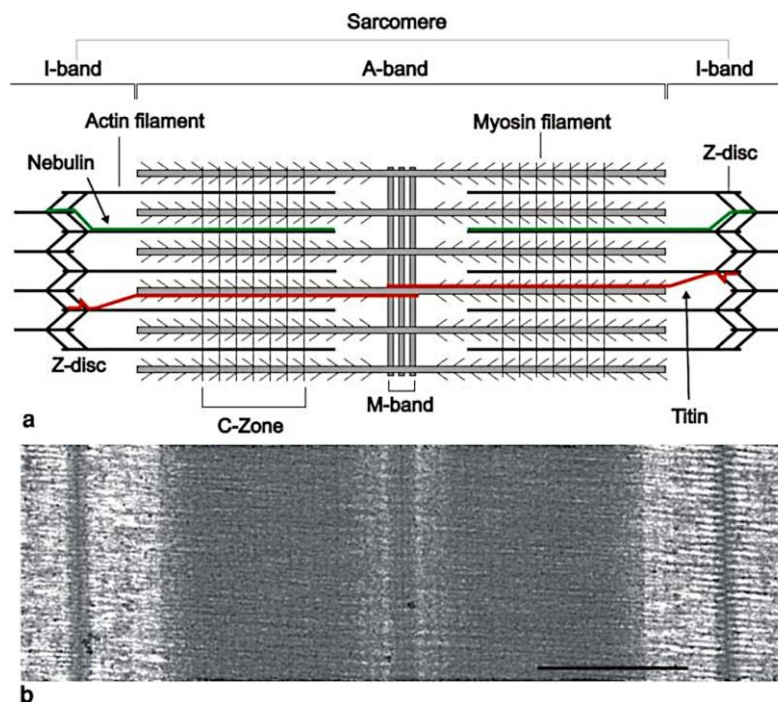 Sarcomere
I-band
A-band
I-band
Actin filament
Myosin filament
Nebulin
Z-disc
Z-disc
M-band
C-Zone
Titin
a
b